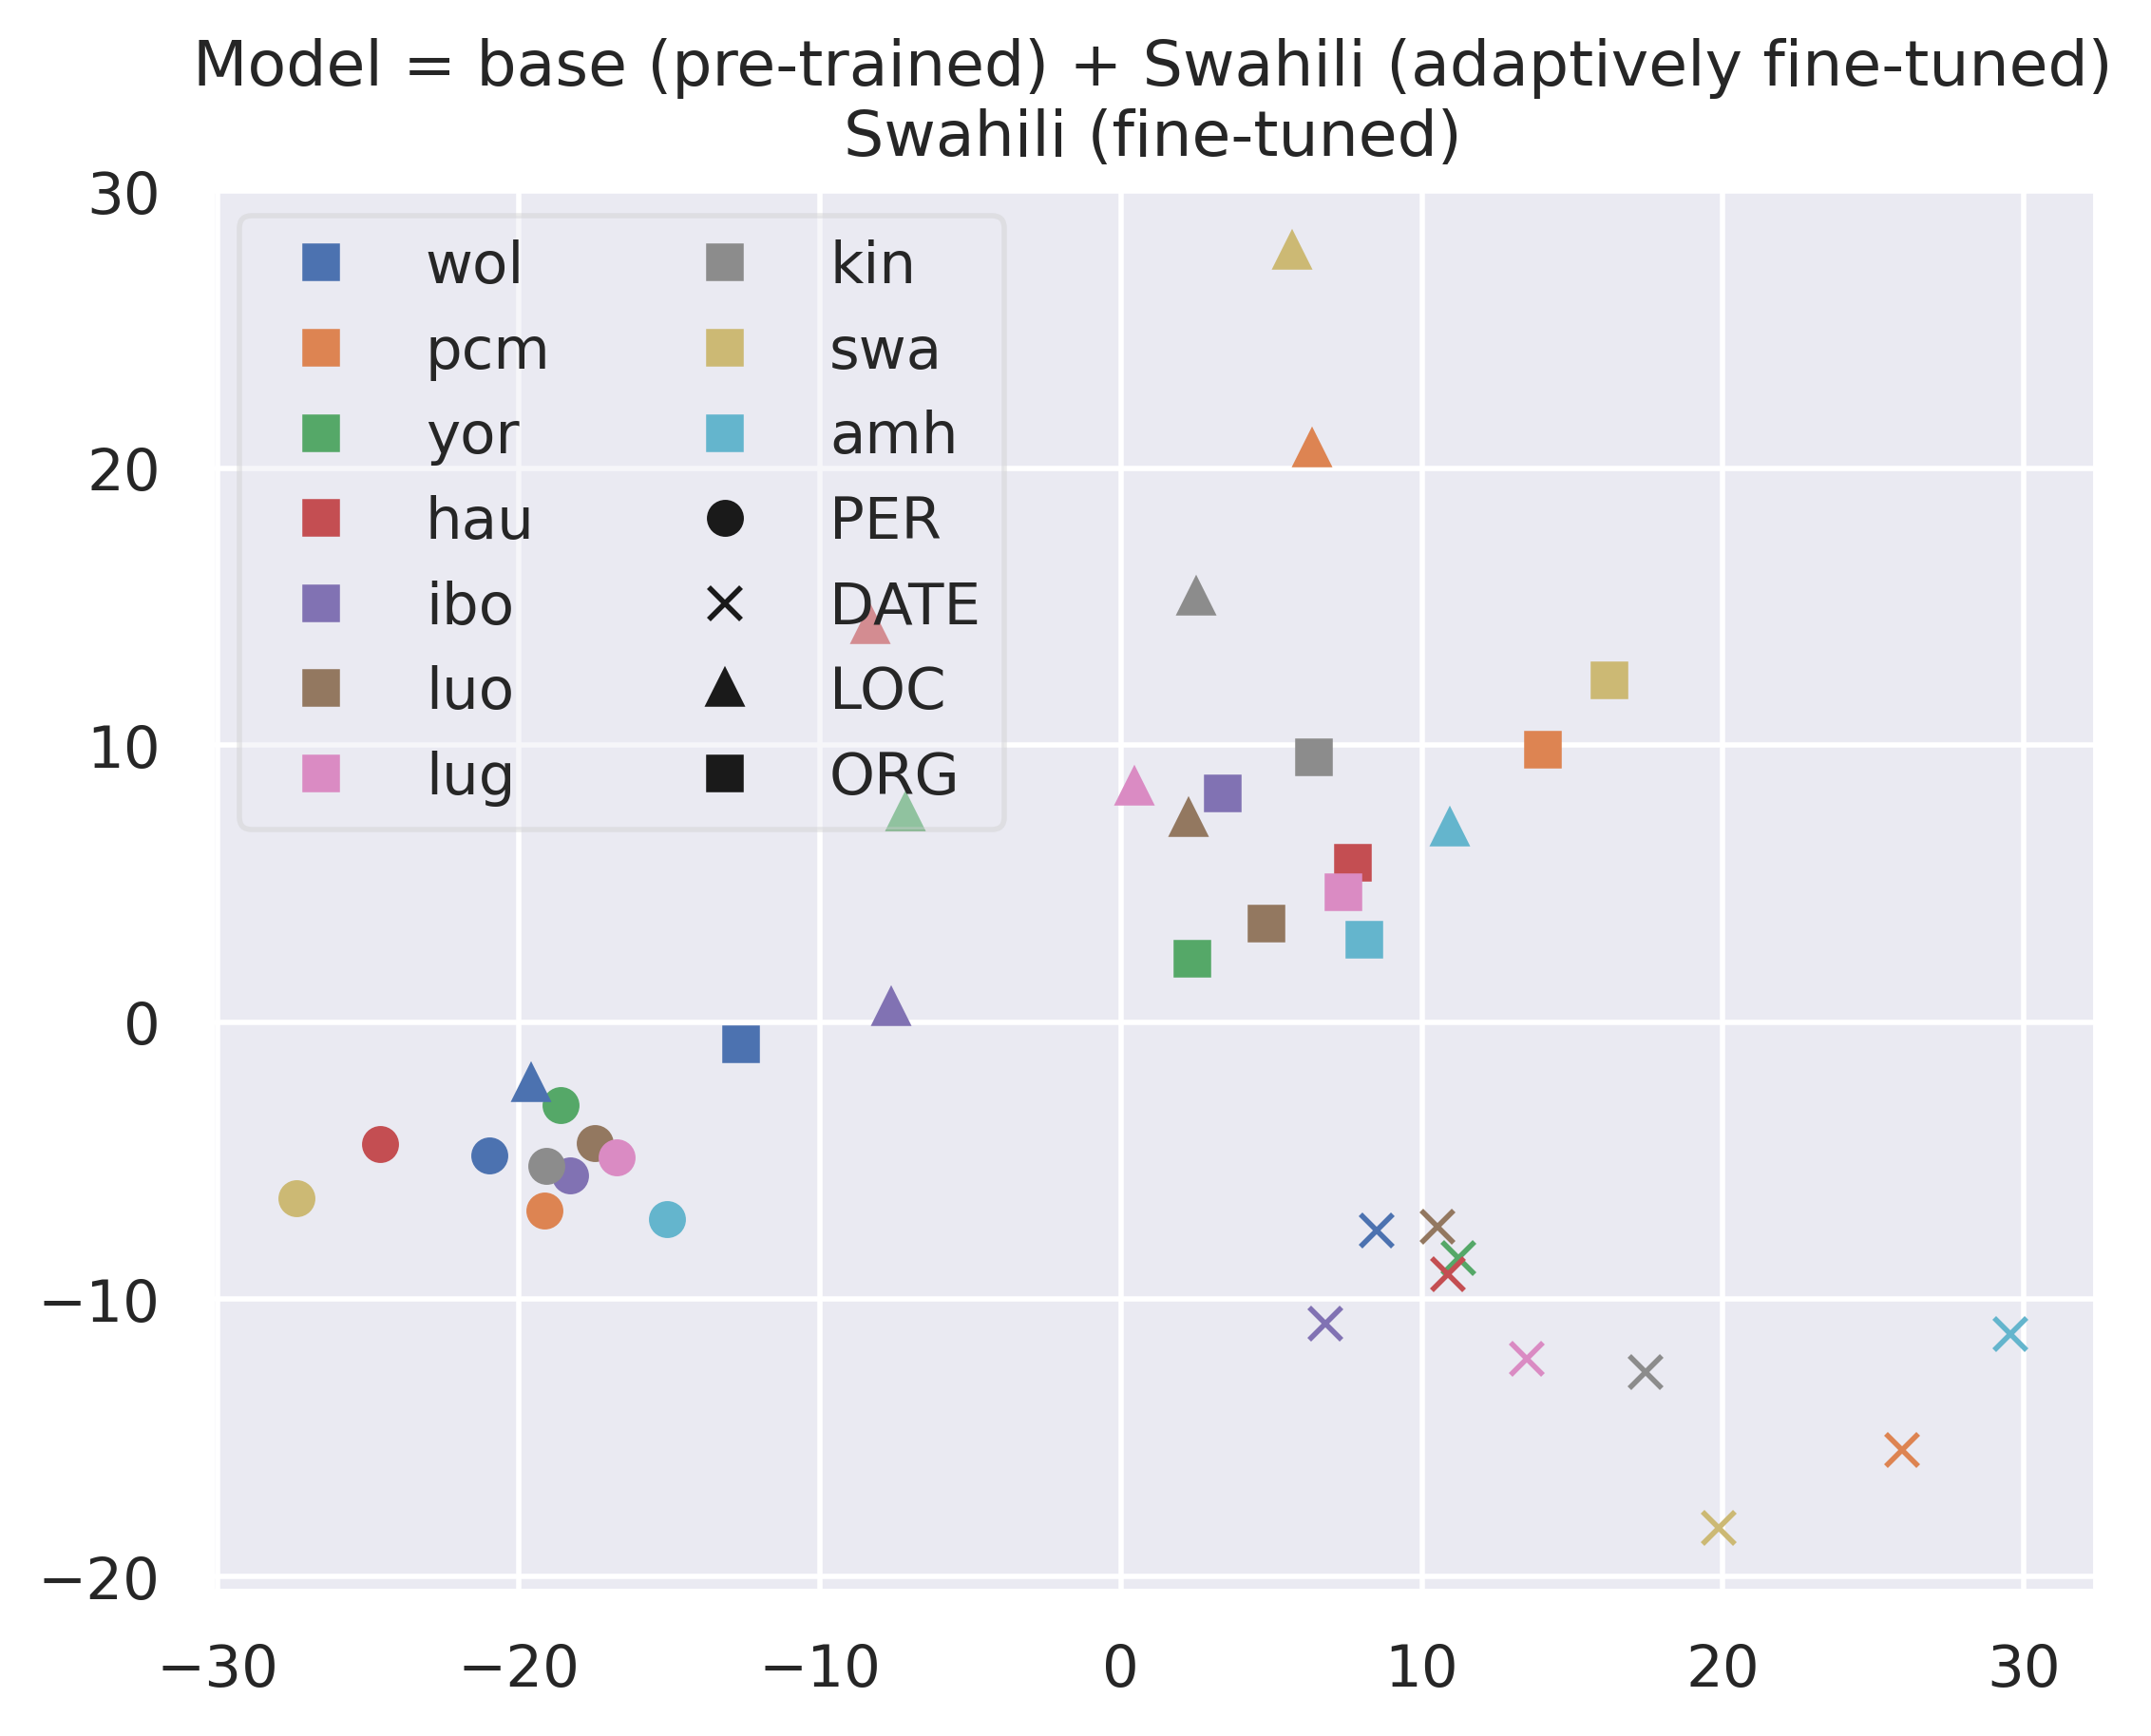 Model = base (pre-trained) + Swahili (adaptively fine-tuned)
Swahili (fine-tuned)
30
20
10
0
−10
−20
wol
pcm
yor
hau
ibo
luo
lug
kin
swa
amh
PER
DATE
LOC
ORG
−30
−20
−10
0
10
20
30